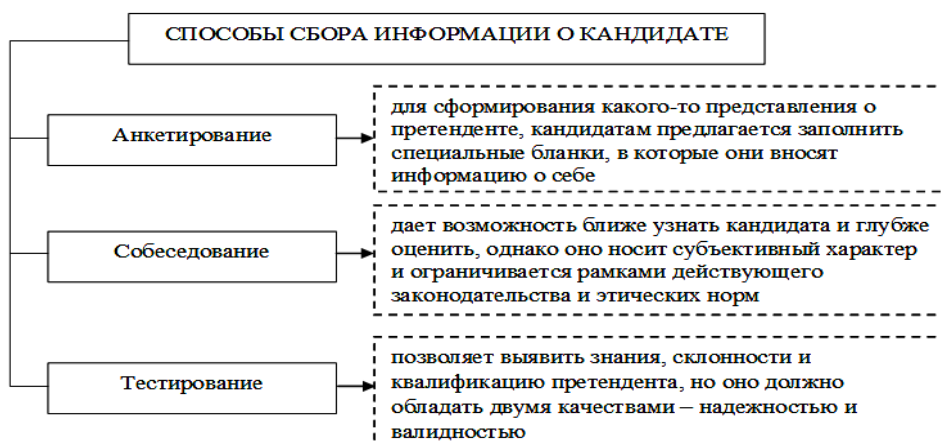 СПОСОБЫ СБОРА ИНФОРМАЦИИ О КАНДИДАТЕ
Анкетирование
для сформирования какого-то представления о
претенденте, кандидатам предлагается заполнить
специальные бланки, в которые они вносят
информацию о себе
Собеседование
дает возможность ближе узнать кандидата и глубже
оценить, однако оно носит субъективный характер
и ограничивается рамками действующего
законодательства и этических норм
Тестирование
позволяет выявить знания, склонности и
квалификацию претендента, но оно должно
обладать двумя качествами – надежностью и
валидностью